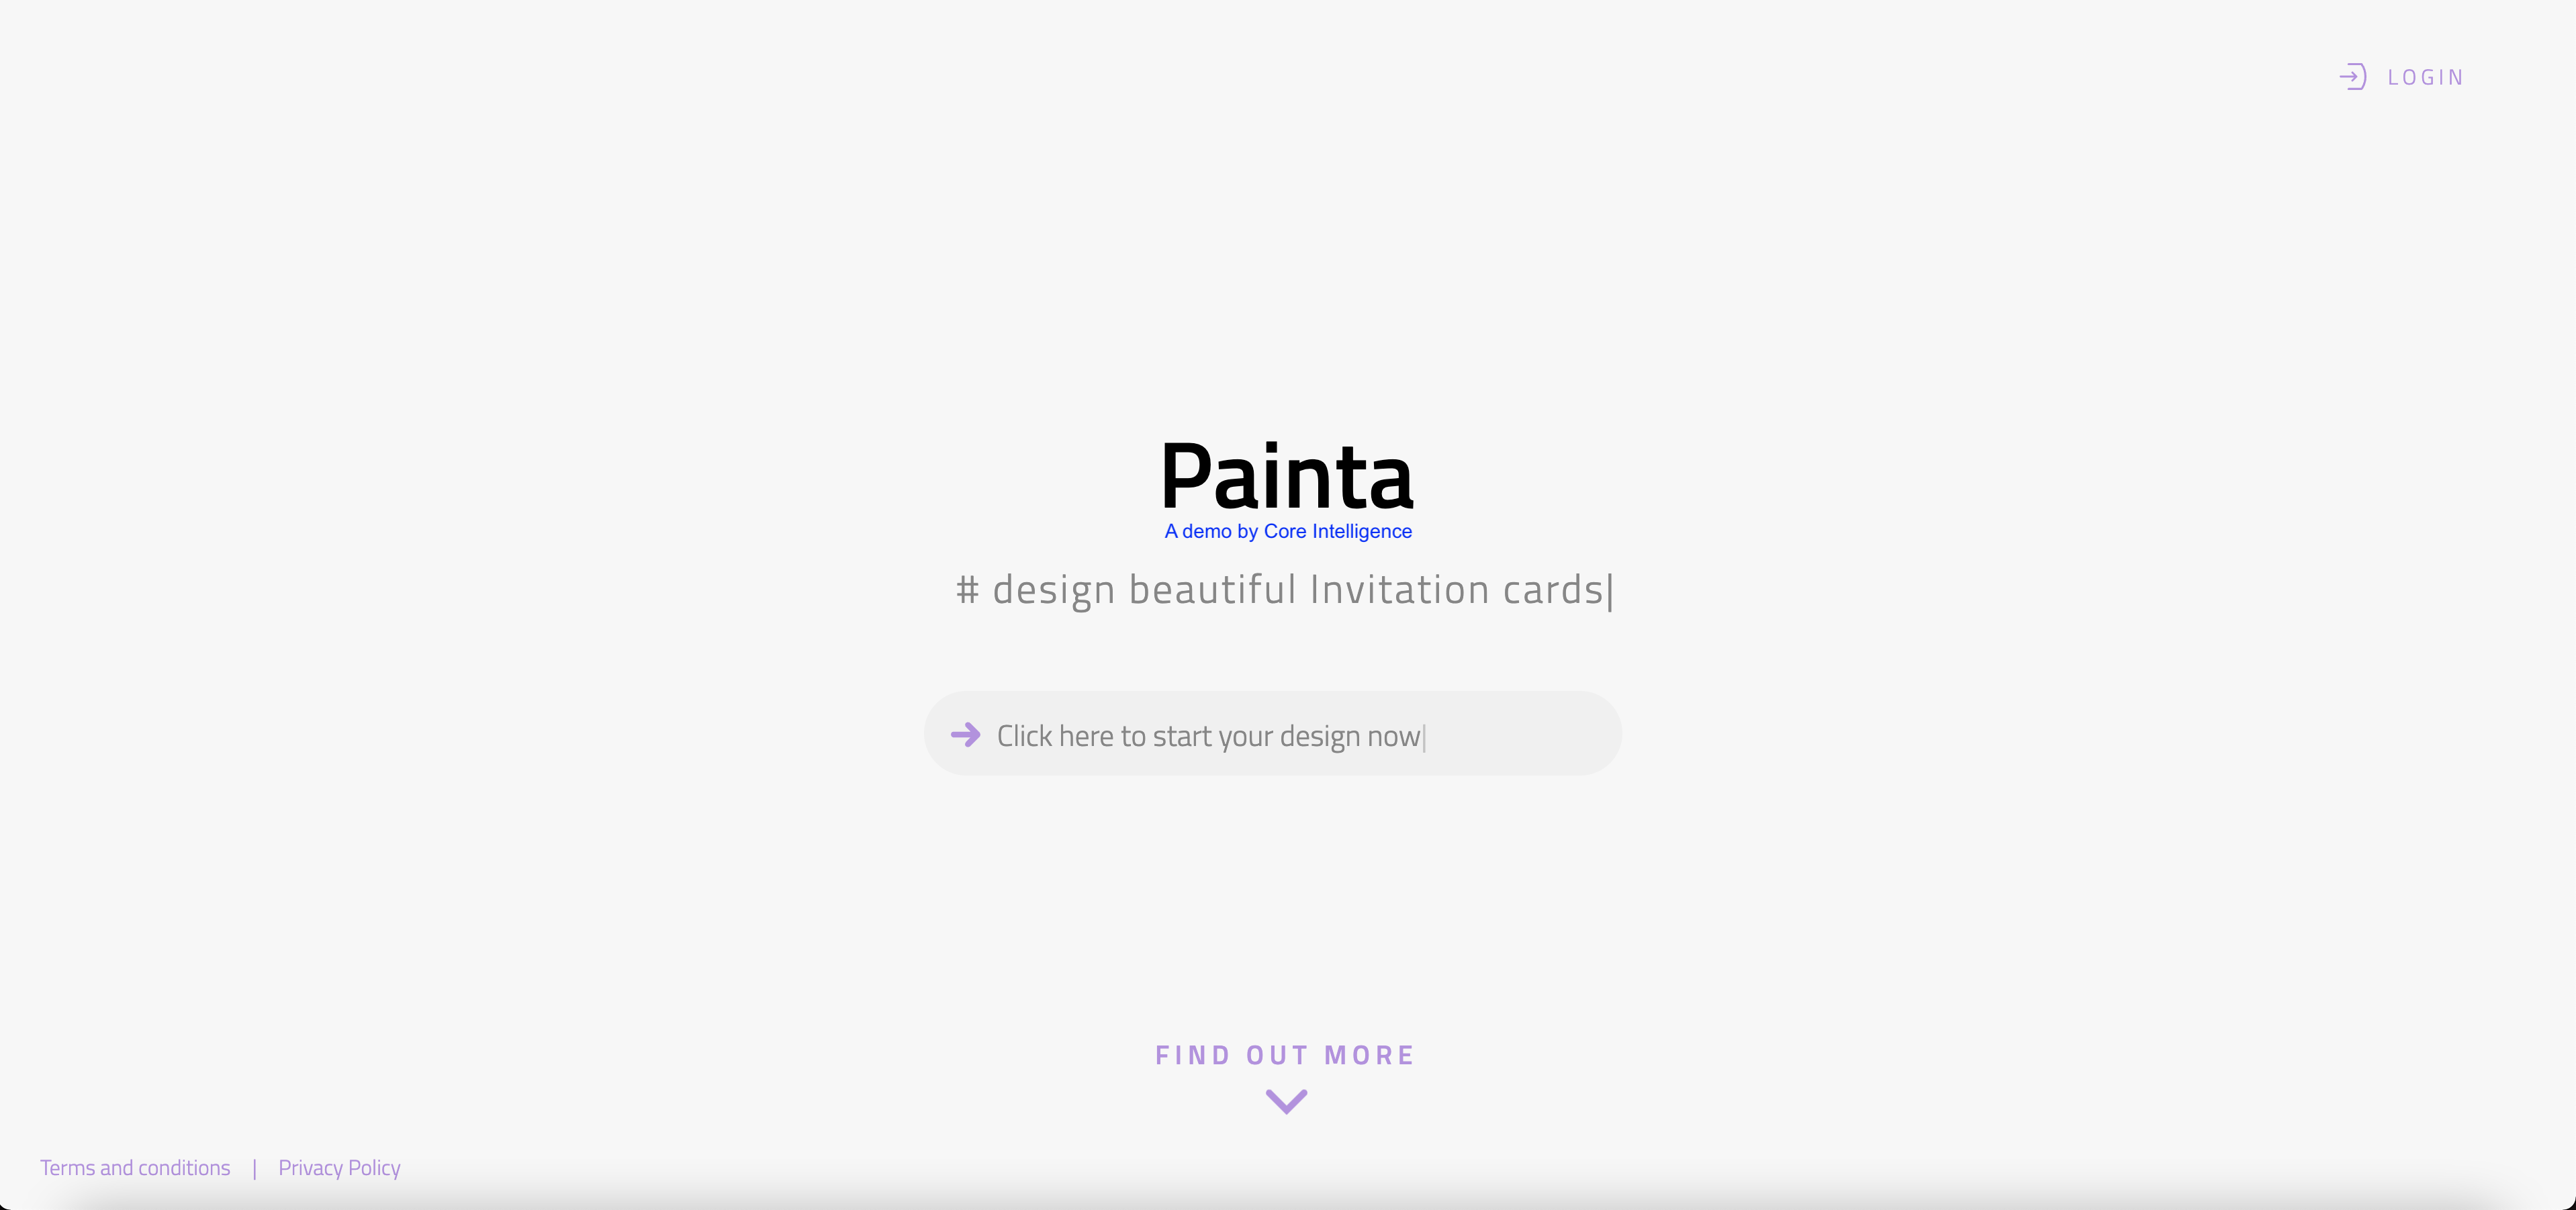 LOGIN
Painta
A demo by Core Intelligence
# design beautiful Invitation cards|
Click here to start your design now|
FIND OUT MORE
Terms and conditions | Privacy Policy